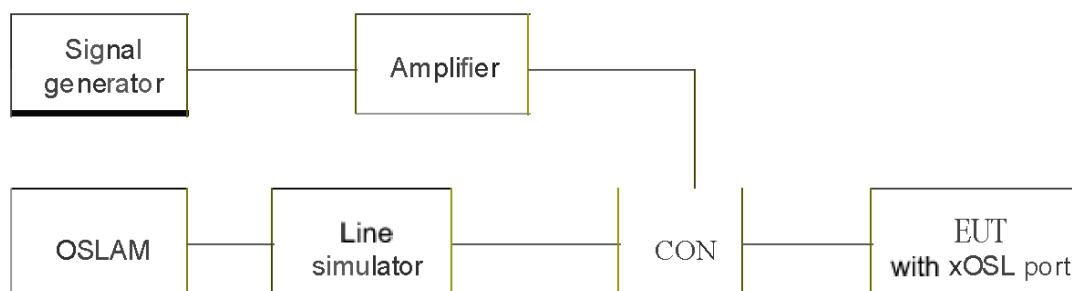 Signal
generator
Amplifier
OSLAM
Line
simulator
CON
EUT
with xOSL port